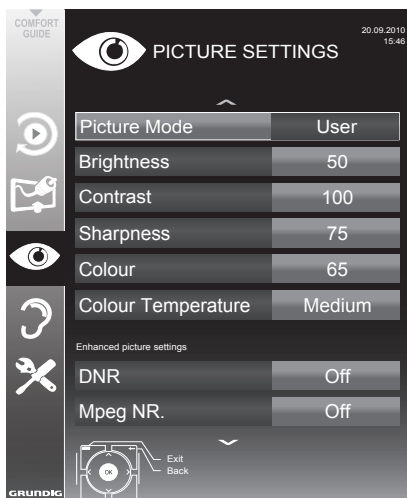 COMFORT
GUIDE
PICTURE SETTINGS
20.09.2010
15:46
Picture Mode User
Brightness 50
Contrast 100
Sharpness 75
Colour 65
Colour Temperature Medium
Enhanced picture settings
DNR Off
Mpeg NR. Off
Exit
Back
OK
GRUNDIG